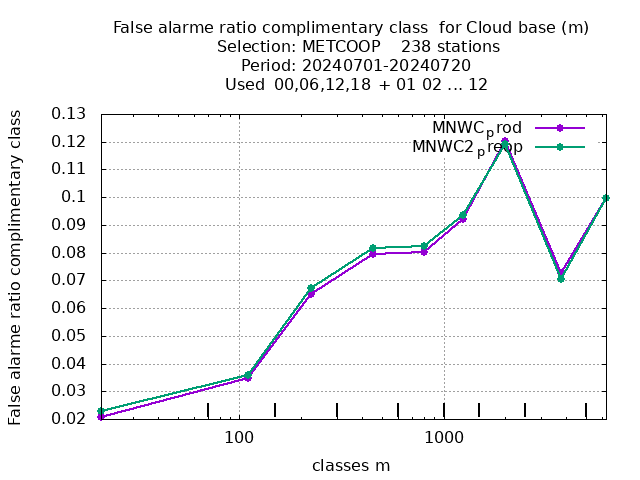 False alarme ratio complimentary class  for Cloud base (m)
Selection: METCOOP    238 stations
Period: 20240701-20240720
Used  00,06,12,18 + 01 02 ... 12
False alarme ratio complimentary class
0.13
0.12
0.11
0.1
0.09
0.08
0.07
0.06
0.05
0.04
0.03
0.02
MNWCprod
MNWC2preop
100
1000
classes m